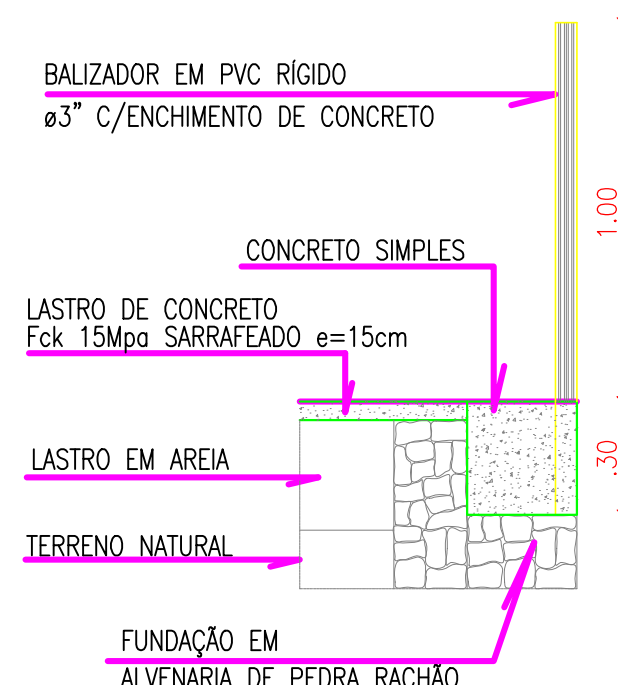 BALIZADOR EM PVC RÍGIDO
ø3" C/ENCHIMENTO DE CONCRETO
1.00
CONCRETO SIMPLES
LASTRO DE CONCRETO
Fck 15Mpa SARRAFEADO e=15cm
LASTRO EM AREIA
.30
TERRENO NATURAL
FUNDAÇÃO EM
ALVENARIA DE PEDRA RACHÃO